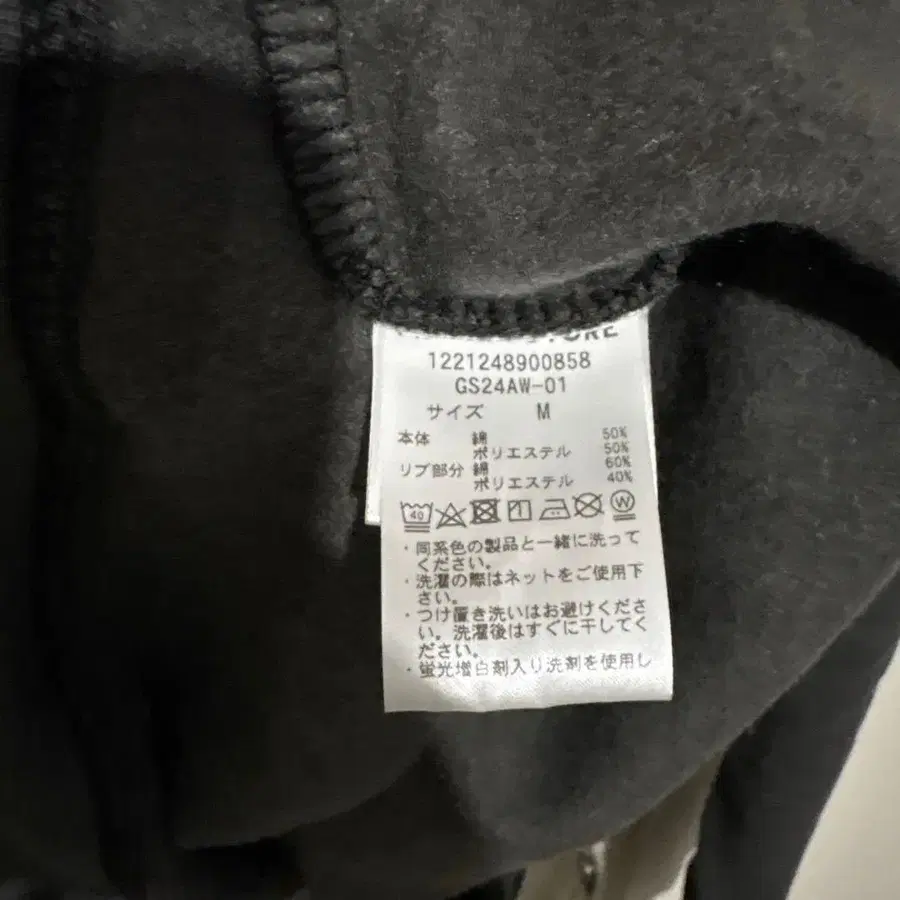 1221248900858
GS24AW-01
サイズ M
本体 綿 50%
ポリエステル 50%
リブ部分 綿 60%
ポリエステル 40%
40 1 W
・同系色の製品と一緒に洗って
ください。
・洗濯の際はネットをご使用下
さい。
・つけ置き洗いはお避けくださ
い。洗濯後はすぐに干してく
ださい。
・蛍光増白剤入り洗剤を使用し